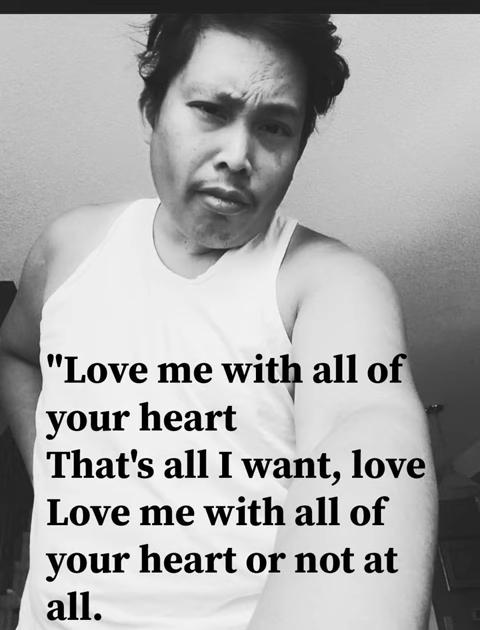 "Love me with all of
your heart
That's all I want, love
Love me with all of
your heart or not at
all.